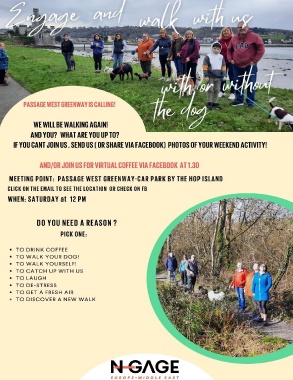 Engage and walk with us
with or without
the dog
PASSAGE WEST GREENWAY IS CALLING!
WE WILL BE WALKING AGAIN!
AND YOU? WHAT ARE YOU UP TO?
IF YOU CANT JOIN US, SEND US ( OR SHARE VIA FACEBOOK) PHOTOS OF YOUR WEEKEND ACTIVITY!
AND/OR JOIN US FOR VIRTUAL COFFEE VIA FACEBOOK AT 1.30
MEETING POINT: PASSAGE WEST GREENWAY-CAR PARK BY THE HOP ISLAND
CLICK ON THE EMAIL TO SEE THE LOCATION OR CHECK ON FB
WHEN: SATURDAY at 12 PM
DO YOU NEED A REASON ?
PICK ONE:
• TO DRINK COFFEE
• TO WALK YOUR DOG!
• TO WALK YOURSELF!
• TO CATCH UP WITH US
• TO LAUGH
• TO DE-STRESS
• TO GET A FRESH AIR
• TO DISCOVER A NEW WALK
N-GAGE
EUROPE-MIDDLE EAST